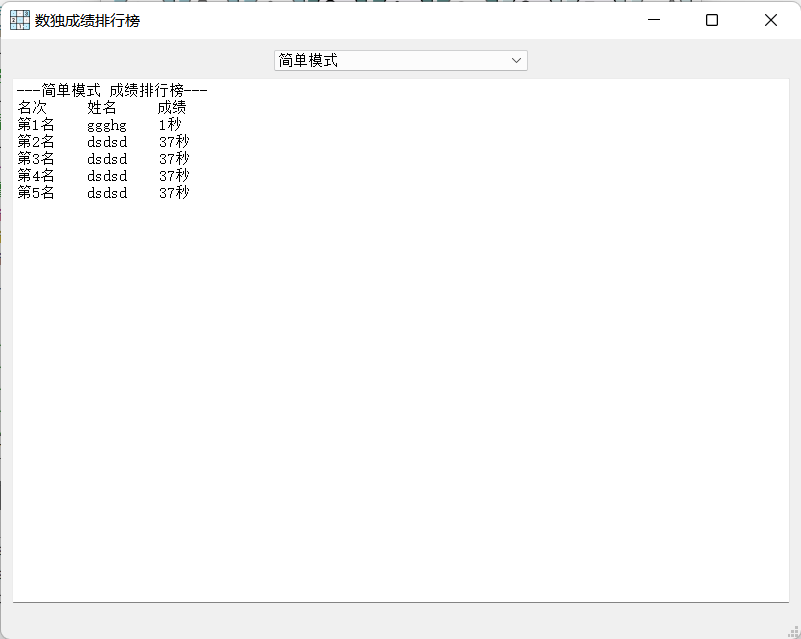 数独成绩排行榜
简单模式
---简单模式 成绩排行榜---
名次 姓名 成绩
第1名 ggghg 1秒
第2名 dsdsd 37秒
第3名 dsdsd 37秒
第4名 dsdsd 37秒
第5名 dsdsd 37秒